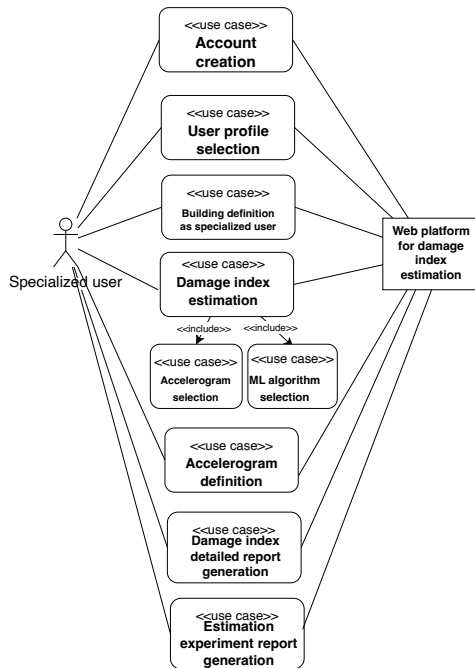 <<use case>>
Account
creation
<<use case>>
User profile
selection
<<use case>>
Building definition
as specialized user
Web platform
for damage
index
estimation
Specialized user
<<use case>>
Damage index
estimation
<<include>>
<<include>>
<<use case>>
Accelerogram
selection
<<use case>>
ML algorithm
selection
<<use case>>
Accelerogram
definition
<<use case>>
Damage index
detailed report
generation
<<use case>>
Estimation
experiment report
generation